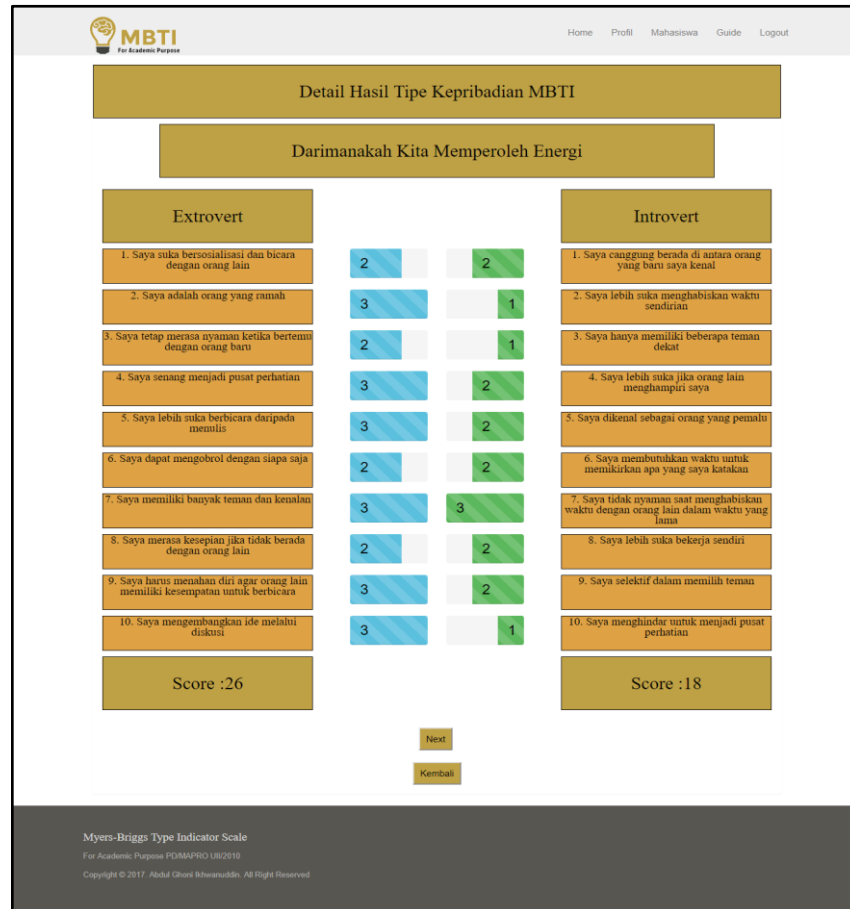 MBTI
For Academic Purpose
Home Profil Mahasiswa Guide Logout
Detail Hasil Tipe Kepribadian MBTI
Darimanakah Kita Memperoleh Energi
Extrovert
Introvert
1. Saya suka bersosialisasi dan bicara
dengan orang lain
2
2
1. Saya canggung berada di antara orang
yang baru saya kenal
2. Saya adalah orang yang ramah
3
1
2. Saya lebih suka menghabiskan waktu
sendirian
3. Saya tetap merasa nyaman ketika bertemu
dengan orang baru
2
1
3. Saya hanya memiliki beberapa teman
dekat
4. Saya senang menjadi pusat perhatian
3
2
4. Saya lebih suka jika orang lain
menghampiri saya
5. Saya lebih suka berbicara daripada
menulis
3
2
5. Saya dikenal sebagai orang yang pemalu
6. Saya dapat mengobrol dengan siapa saja
2
2
6. Saya membutuhkan waktu untuk
memikirkan apa yang saya katakan
7. Saya memiliki banyak teman dan kenalan
3
3
7. Saya tidak nyaman saat menghabiskan
waktu dengan orang lain dalam waktu yang
lama
8. Saya merasa kesepian jika tidak berada
dengan orang lain
2
2
8. Saya lebih suka bekerja sendiri
9. Saya harus menahan diri agar orang lain
memiliki kesempatan untuk berbicara
3
2
9. Saya selektif dalam memilih teman
10. Saya mengembangkan ide melalui
diskusi
3
1
10. Saya menghindar untuk menjadi pusat
perhatian
Score :26
Score :18
Next
Kembali
Myers-Briggs Type Indicator Scale
For Academic Purpose PD/MAPRO UII/2010
Copyright © 2017. Abdul Ghoni Ikhwanuddin. All Right Reserved